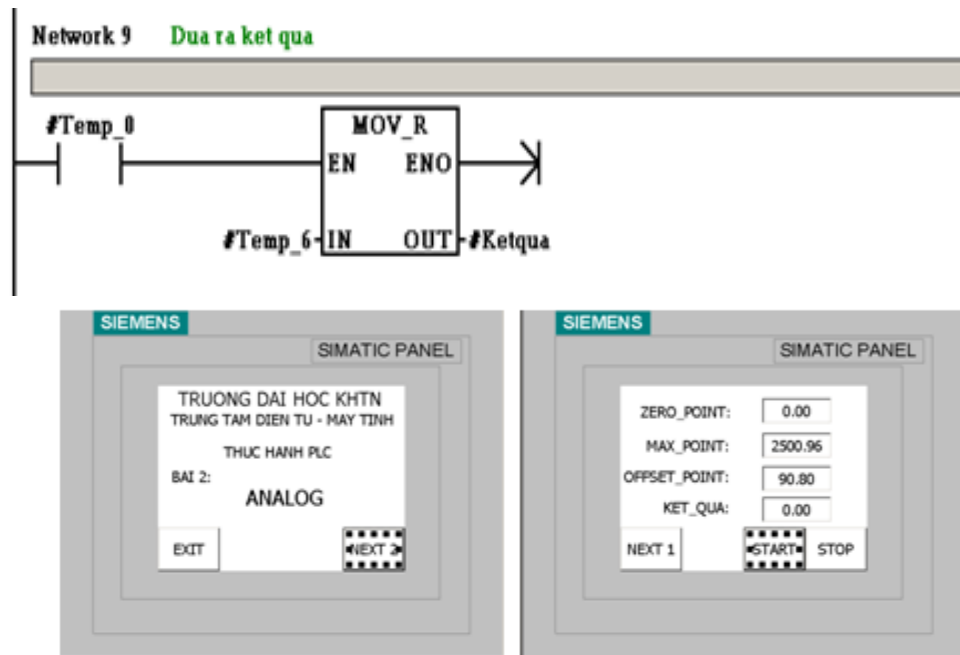 Network 9 Dua ra ket qua
#Temp_0
MOV_R
EN ENO
#Temp_6 IN OUT #Ketqua
SIEMENS
SIMATIC PANEL
TRUONG DAI HOC KHTN
TRUNG TAM DIEN TU - MAY TINH
THUC HANH PLC
BAI 2:
ANALOG
EXIT NEXT 2
SIEMENS
SIMATIC PANEL
ZERO_POINT: 0.00
MAX_POINT: 2500.96
OFFSET_POINT: 90.80
KET_QUA: 0.00
NEXT 1 START STOP